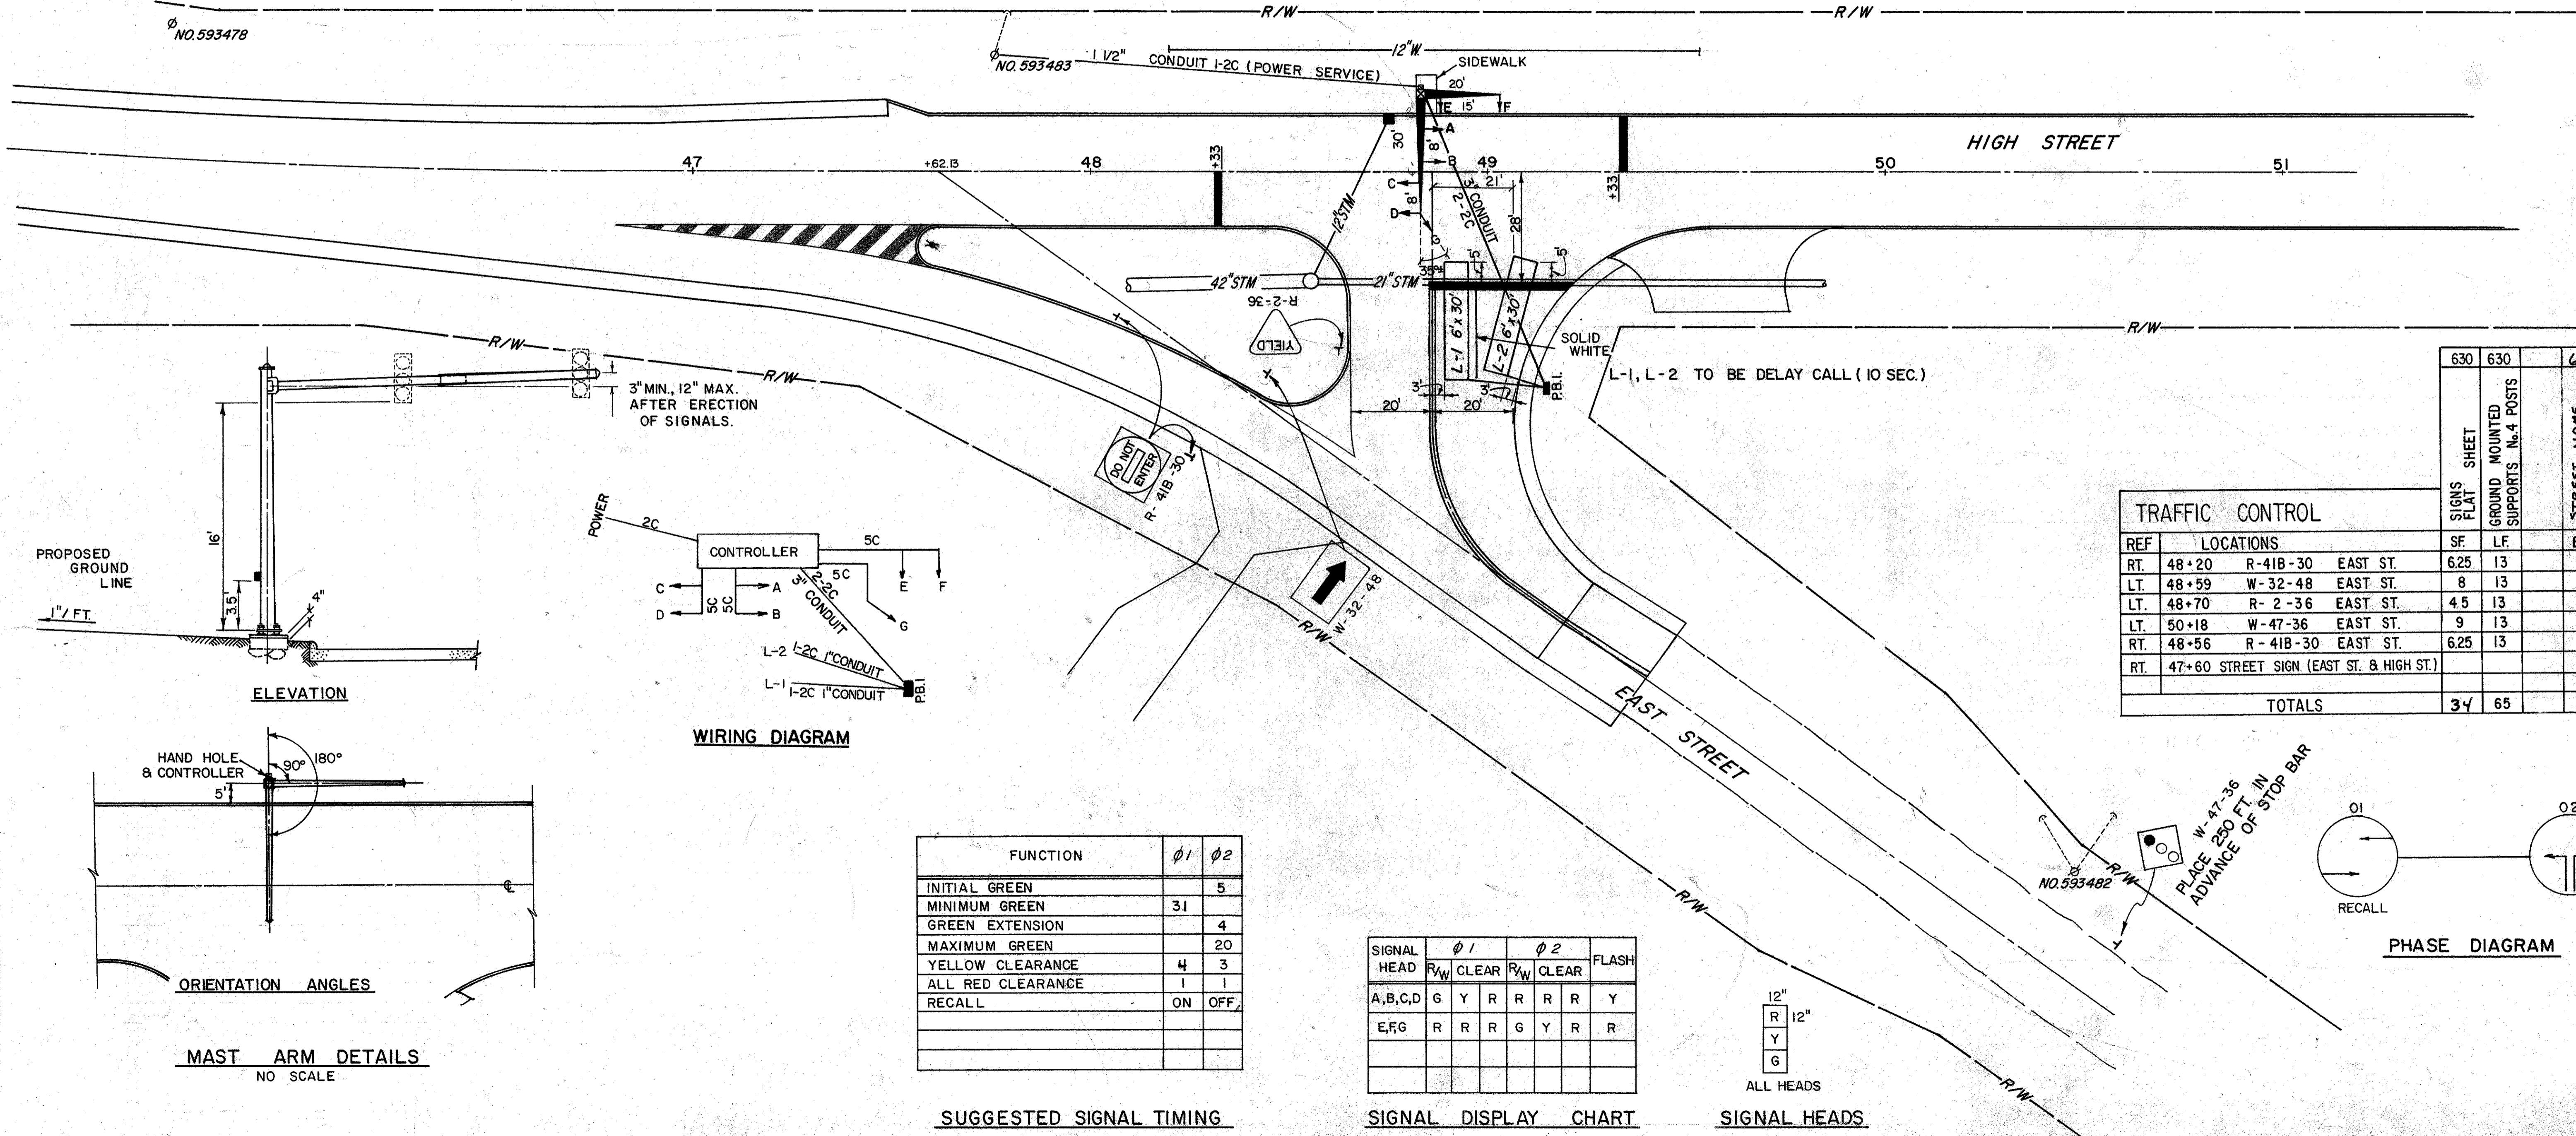 R/W
R/W
NO. 593478
NO. 593483
1 1/2" CONDUIT 1-2C (POWER SERVICE)
12"W.
SIDEWALK
20'
E 15' F
A
30'
8'
B
HIGH STREET
47
+62.13
48
+33
49
+33
50
51
C
8'
D
21'
3" CONDUIT
2-2C
28'
12"STM
G
35°
5'
5'
42"STM
21"STM
R-2-36
YIELD
L-1 6'x30'
L-2 6'x30'
SOLID
WHITE
R/W
L-1, L-2 TO BE DELAY CALL (10 SEC.)
3'
3'
P.B.1.
20'
20'
R/W
R/W
3" MIN., 12" MAX.
AFTER ERECTION
OF SIGNALS.
16'
PROPOSED
GROUND
LINE
3.5'
4"
1"/FT.
ELEVATION
DO NOT
ENTER
R-41B-30
W-32-48
R/W
POWER
2C
CONTROLLER
5C
5C
C
A
E
F
D
B
5C
5C
2-2C
3" CONDUIT
G
L-2 1-2C 1"CONDUIT
L-1 1-2C 1"CONDUIT
P.B.1
WIRING DIAGRAM
HAND HOLE
& CONTROLLER
90°
180°
5'
℄
ORIENTATION ANGLES
MAST ARM DETAILS
NO SCALE
EAST STREET
TRAFFIC CONTROL
630 630
SIGNS FLAT SHEET
GROUND MOUNTED SUPPORTS No.4 POSTS
REF LOCATIONS SF. LF.
RT. 48+20 R-41B-30 EAST ST. 6.25 13
LT. 48+59 W-32-48 EAST ST. 8 13
LT. 48+70 R-2-36 EAST ST. 4.5 13
LT. 50+18 W-47-36 EAST ST. 9 13
RT. 48+56 R-41B-30 EAST ST. 6.25 13
RT. 47+60 STREET SIGN (EAST ST. & HIGH ST.)
TOTALS 34 65
W-47-36
PLACE 250 FT. IN
ADVANCE OF STOP BAR
NO. 593482
R/W
R/W
R/W
01
02
RECALL
PHASE DIAGRAM
FUNCTION φ1 φ2
INITIAL GREEN 5
MINIMUM GREEN 31
GREEN EXTENSION 4
MAXIMUM GREEN 20
YELLOW CLEARANCE 4 3
ALL RED CLEARANCE 1 1
RECALL ON OFF
SUGGESTED SIGNAL TIMING
SIGNAL HEAD φ1 φ2 FLASH
R/W CLEAR R/W CLEAR
A,B,C,D G Y R R R R Y
E,F,G R R R G Y R R
SIGNAL DISPLAY CHART
12"
R 12"
Y
G
ALL HEADS
SIGNAL HEADS